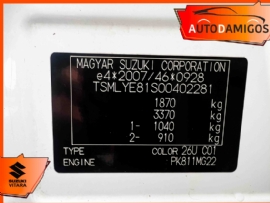 AUTODAMIGOS
MAGYAR SUZUKI CORPORATION
e4*2007/46*0928
TSMLYE81S00402281
1870 kg
3370 kg
1- 1040 kg
2- 910 kg
TYPE COLOR 26U C01
ENGINE PK811MG22
SUZUKI
VITARA